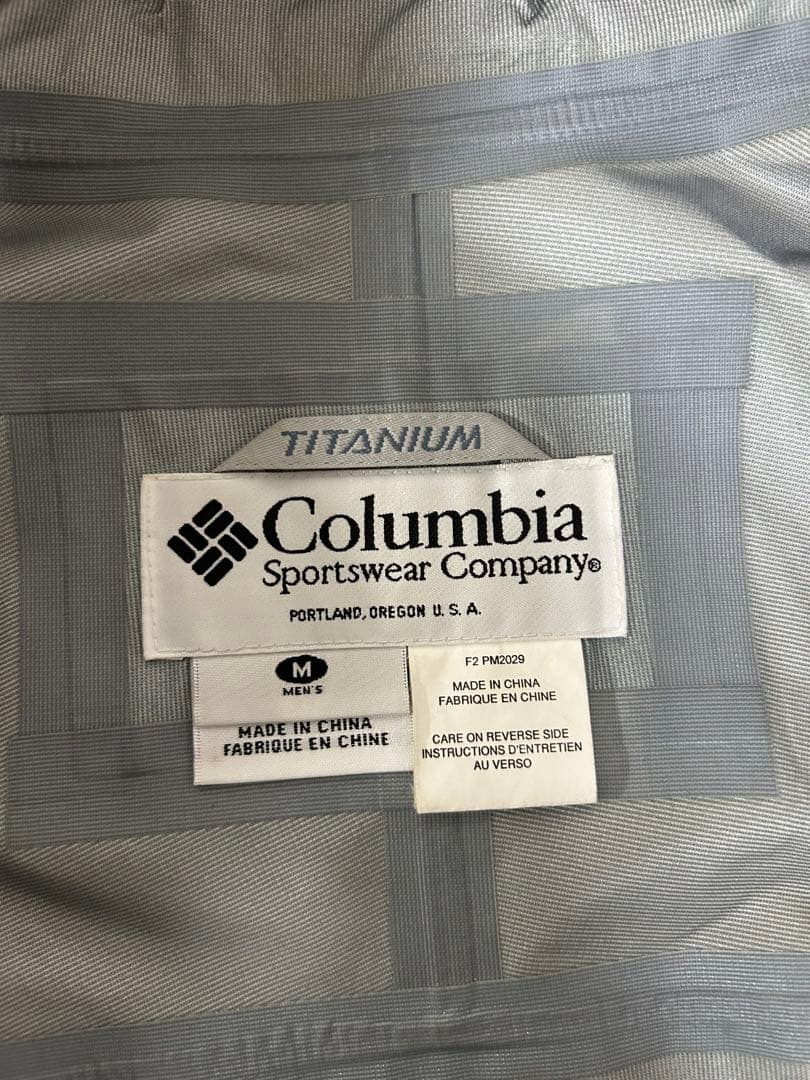 TITANIUM
Columbia
Sportswear Company®
PORTLAND, OREGON U. S. A.
M
MEN'S
MADE IN CHINA
FABRIQUE EN CHINE
F2 PM2029
MADE IN CHINA
FABRIQUE EN CHINE
CARE ON REVERSE SIDE
INSTRUCTIONS D'ENTRETIEN
AU VERSO